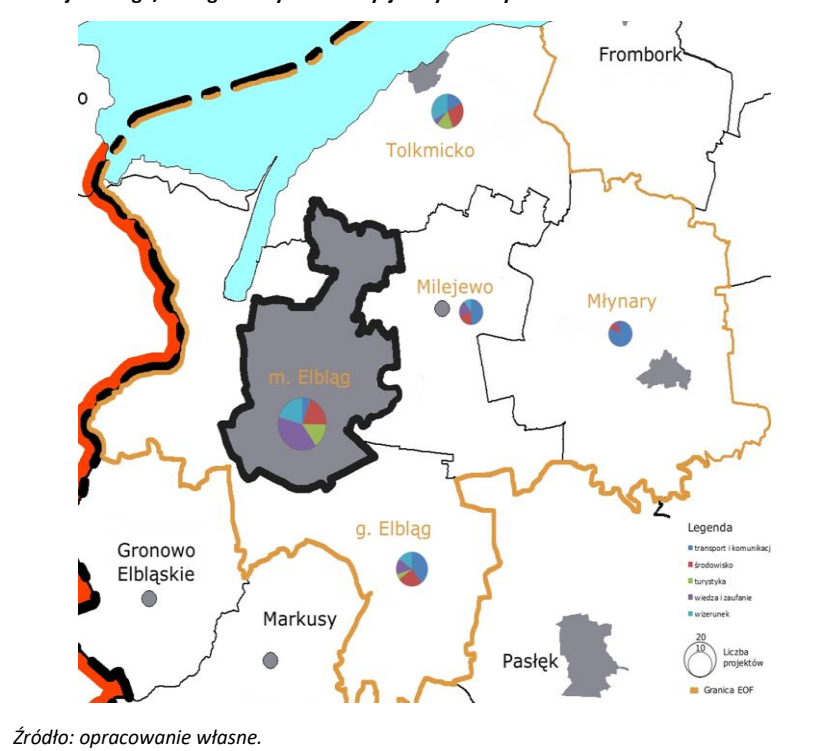 Frombork
o
Tolkmicko
Milejewo
Młynary
m. Elbląg
g. Elbląg
Gronowo
Elbląskie
Markusy
Pasłęk
Legenda
transport i komunikacj
środowisko
turystyka
wiedza i zaufanie
wizerunek
20
10
Liczba
projektów
Granica EOF
Źródło: opracowanie własne.